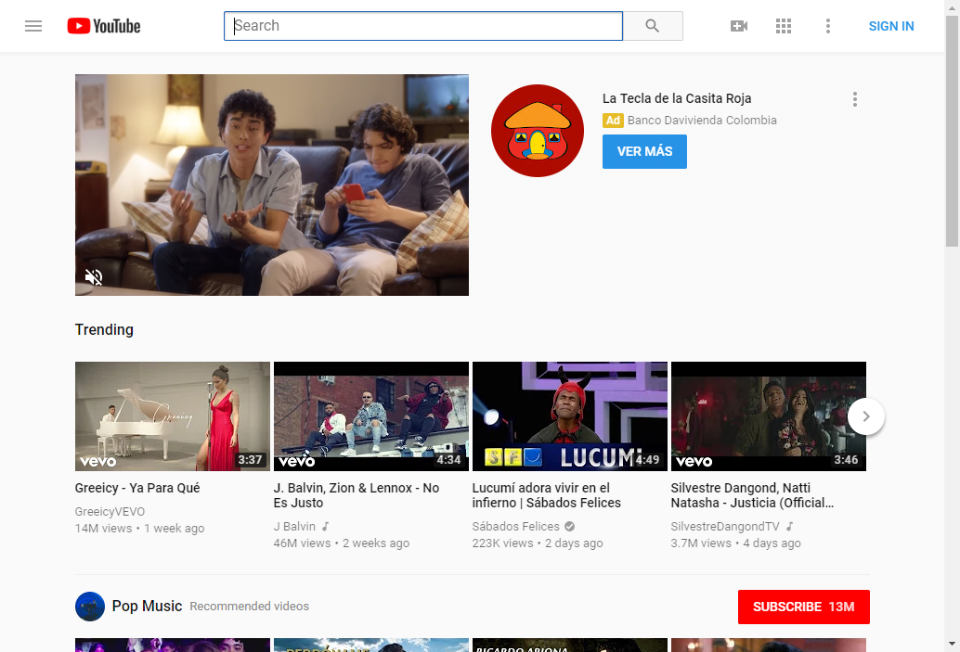 YouTube
Search
SIGN IN
La Tecla de la Casita Roja
Ad Banco Davivienda Colombia
VER MÁS
Trending
Greeicy
vevo
3:37
vevo
4:34
SFC
LUCUMÍ
4:49
vevo
3:46
Greeicy - Ya Para Qué
GreeicyVEVO
14M views • 1 week ago
J. Balvin, Zion & Lennox - No
Es Justo
J Balvin
46M views • 2 weeks ago
Lucumí adora vivir en el
infierno | Sábados Felices
Sábados Felices
223K views • 2 days ago
Silvestre Dangond, Natti
Natasha - Justicia (Official...
SilvestreDangondTV
3.7M views • 4 days ago
Pop Music Recommended videos
SUBSCRIBE 13M
RICARDO ARJONA